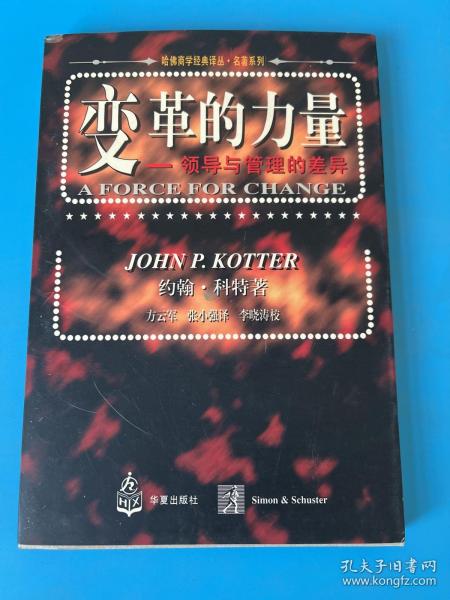 哈佛商学经典译丛·名著系列
变革的力量
—领导与管理的差异
A FORCE FOR CHANGE
JOHN P. KOTTER
约翰·科特著
方云军 张小强译 李晓涛校
HX
华夏出版社
Simon & Schuster
孔夫子旧书网
www.kongfz.com